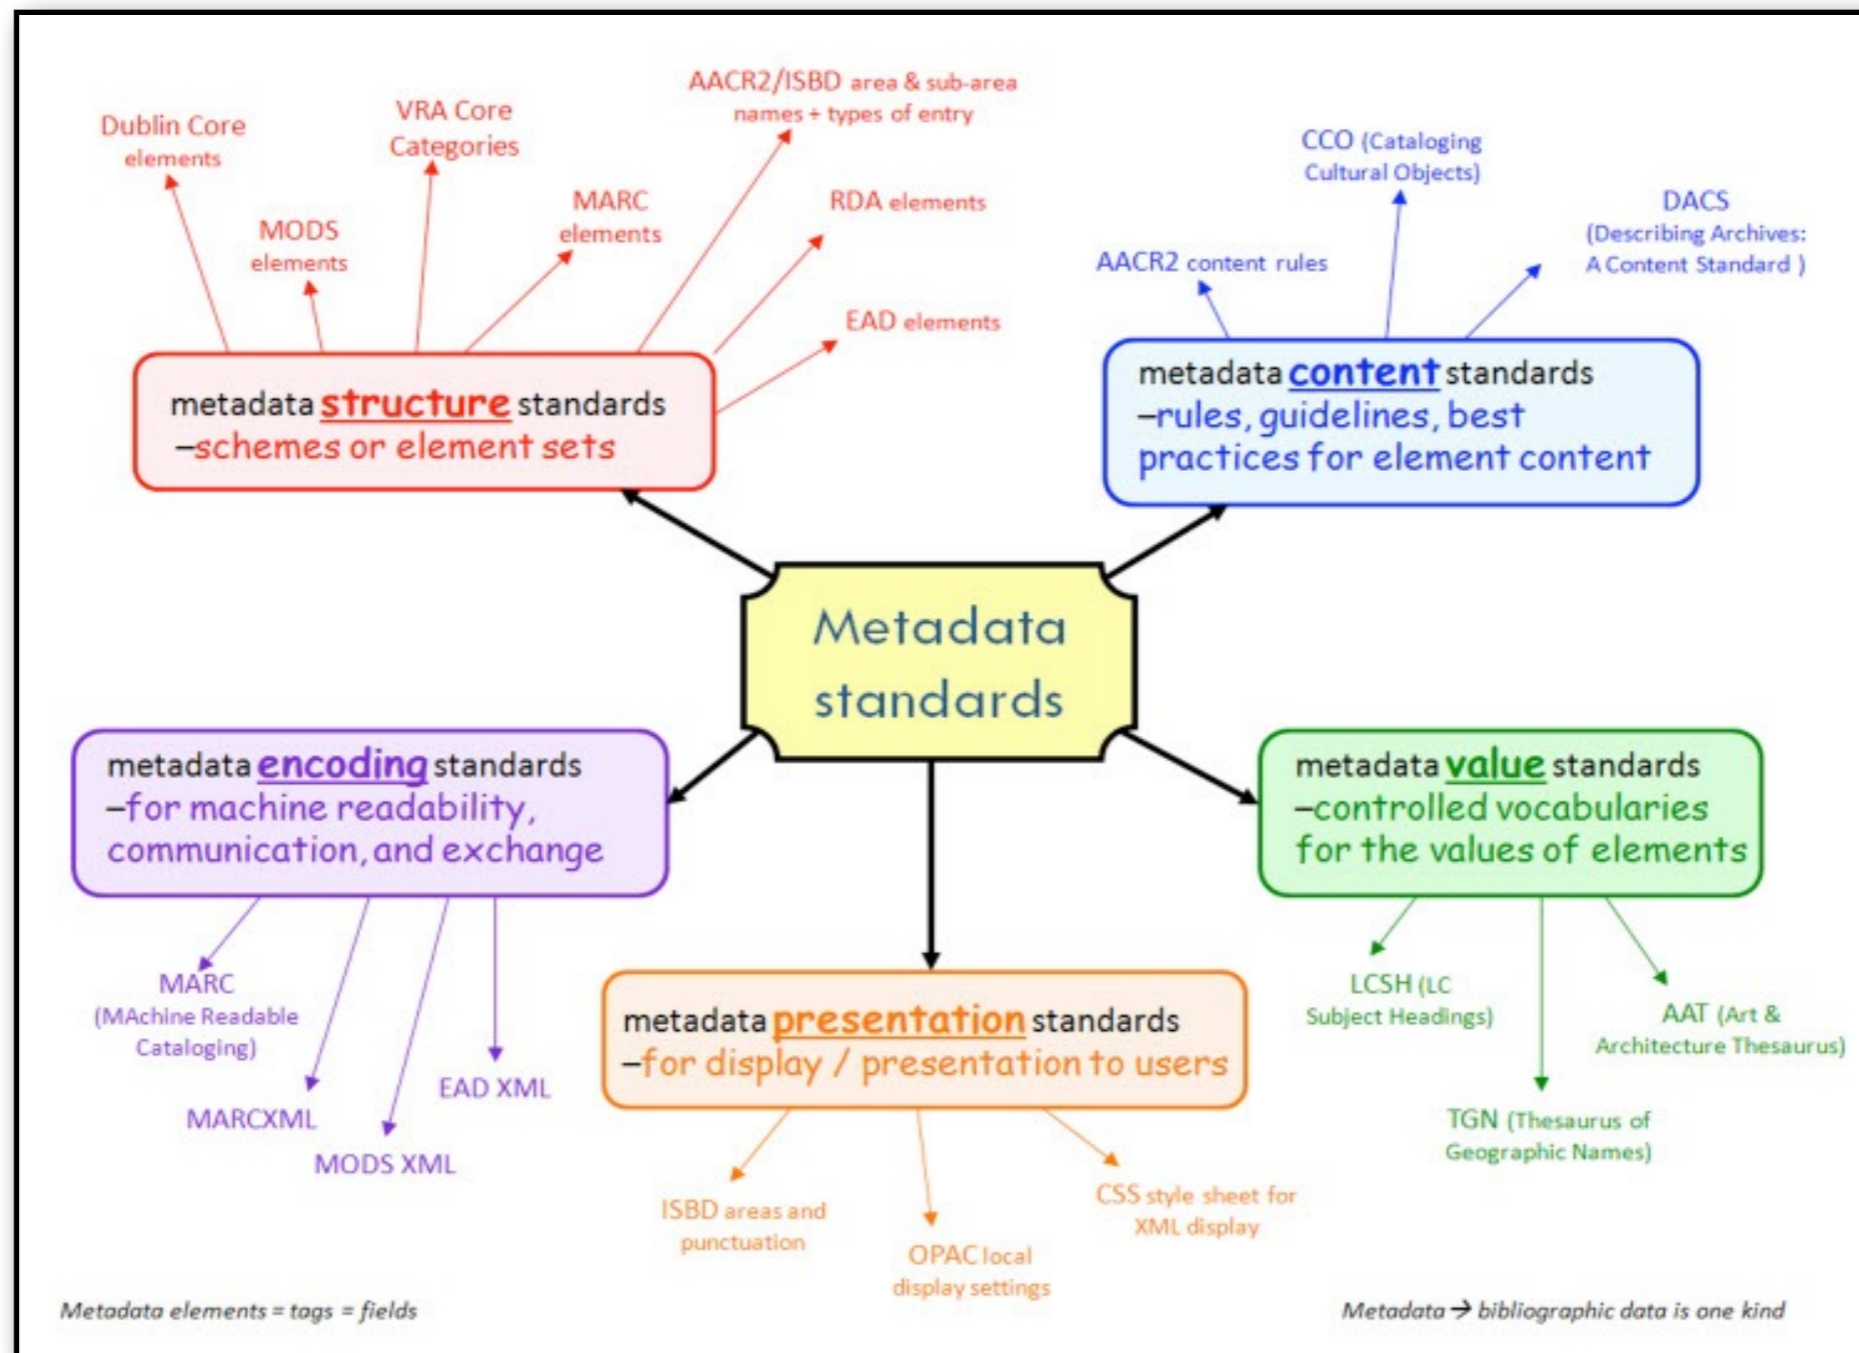 Dublin Core
elements
MODS
elements
VRA Core
Categories
MARC
elements
AACR2/ISBD area & sub-area
names + types of entry
RDA elements
EAD elements
metadata structure standards
–schemes or element sets
AACR2 content rules
CCO (Cataloging
Cultural Objects)
DACS
(Describing Archives:
A Content Standard )
metadata content standards
–rules, guidelines, best
practices for element content
Metadata
standards
metadata encoding standards
–for machine readability,
communication, and exchange
MARC
(MAchine Readable
Cataloging)
MARCXML
MODS XML
EAD XML
metadata presentation standards
–for display / presentation to users
ISBD areas and
punctuation
OPAC local
display settings
CSS style sheet for
XML display
metadata value standards
–controlled vocabularies
for the values of elements
LCSH (LC
Subject Headings)
TGN (Thesaurus of
Geographic Names)
AAT (Art &
Architecture Thesaurus)
Metadata elements = tags = fields
Metadata → bibliographic data is one kind